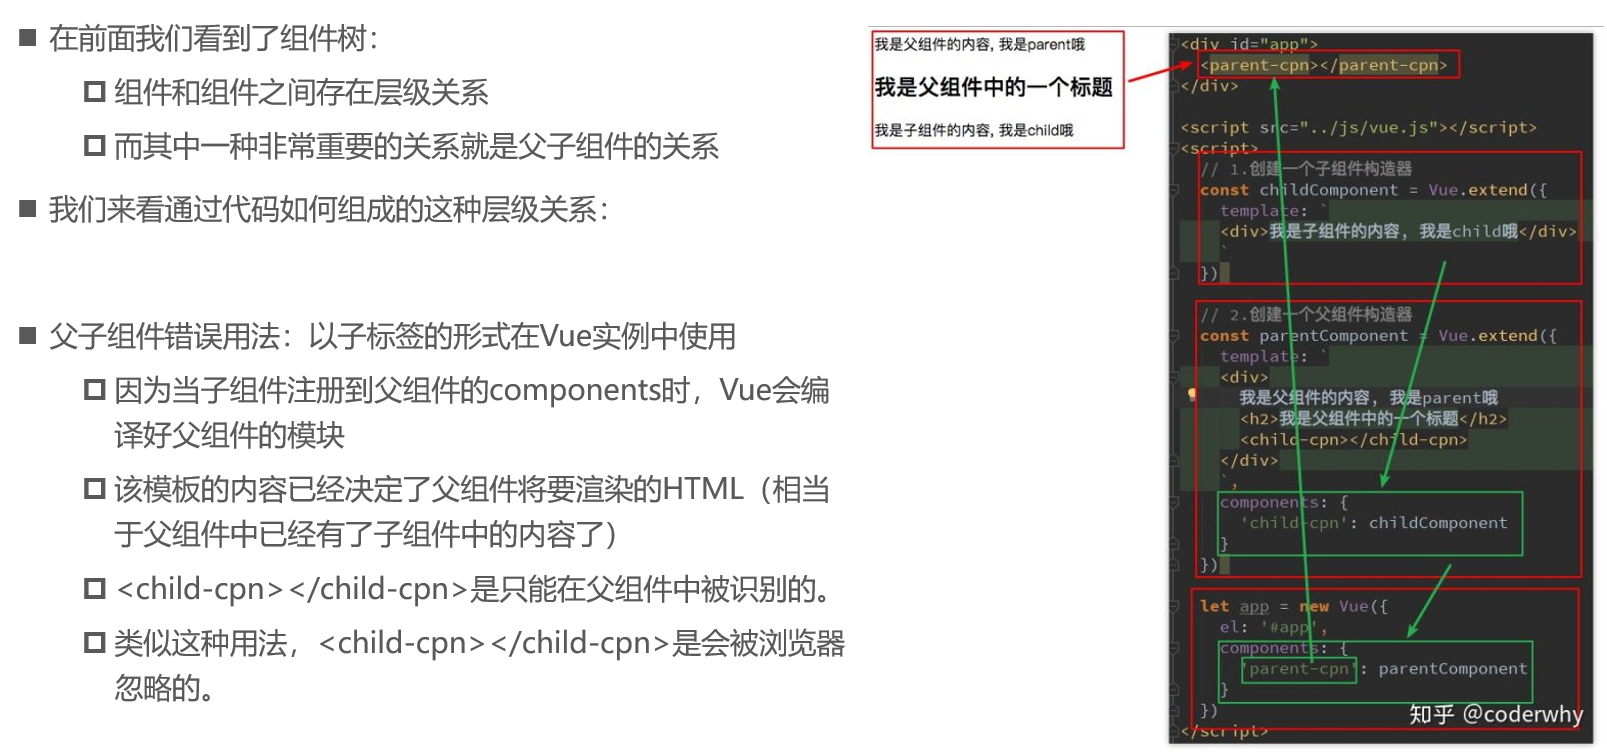 在前面我们看到了组件树：
组件和组件之间存在层级关系
而其中一种非常重要的关系就是父子组件的关系
我们来看通过代码如何组成的这种层级关系：
父子组件错误用法：以子标签的形式在Vue实例中使用
因为当子组件注册到父组件的components时，Vue会编
译好父组件的模块
该模板的内容已经决定了父组件将要渲染的HTML（相当
于父组件中已经有了子组件中的内容了）
<child-cpn></child-cpn>是只能在父组件中被识别的。
类似这种用法，<child-cpn></child-cpn>是会被浏览器
忽略的。
我是父组件的内容, 我是parent哦
我是父组件中的一个标题
我是子组件的内容, 我是child哦
<div id="app">
<parent-cpn></parent-cpn>
</div>
<script src="../js/vue.js"></script>
<script>
// 1.创建一个子组件构造器
const childComponent = Vue.extend({
template: `
<div>我是子组件的内容, 我是child哦</div>
`
})
// 2.创建一个父组件构造器
const parentComponent = Vue.extend({
template: `
<div>
我是父组件的内容, 我是parent哦
<h2>我是父组件中的一个标题</h2>
<child-cpn></child-cpn>
</div>
`,
components: {
'child-cpn': childComponent
}
})
let app = new Vue({
el: '#app',
components: {
'parent-cpn': parentComponent
}
})
</script>
知乎 @coderwhy